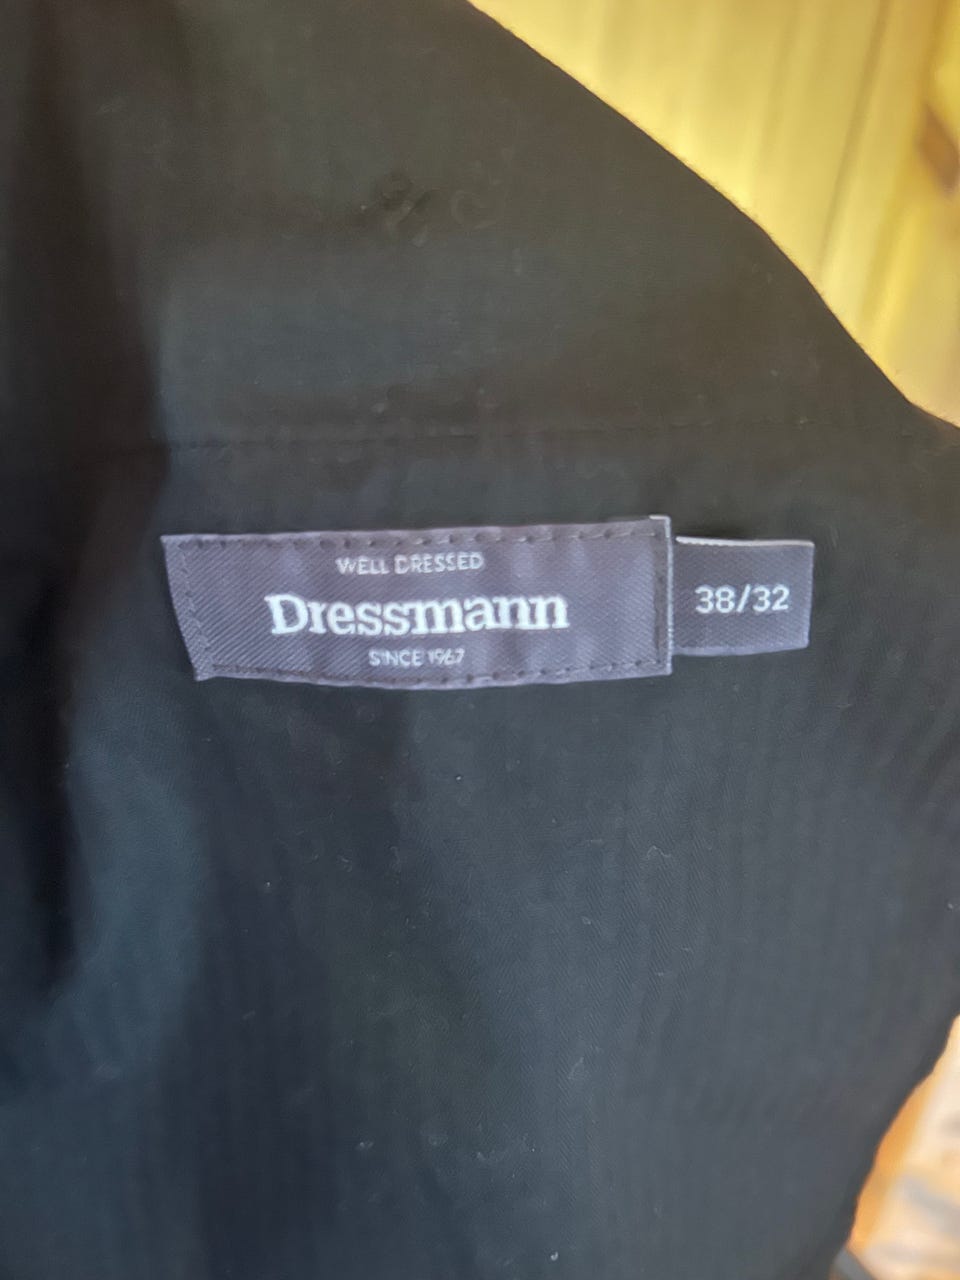 WELL DRESSED
Dressmann
SINCE 1967
38/32